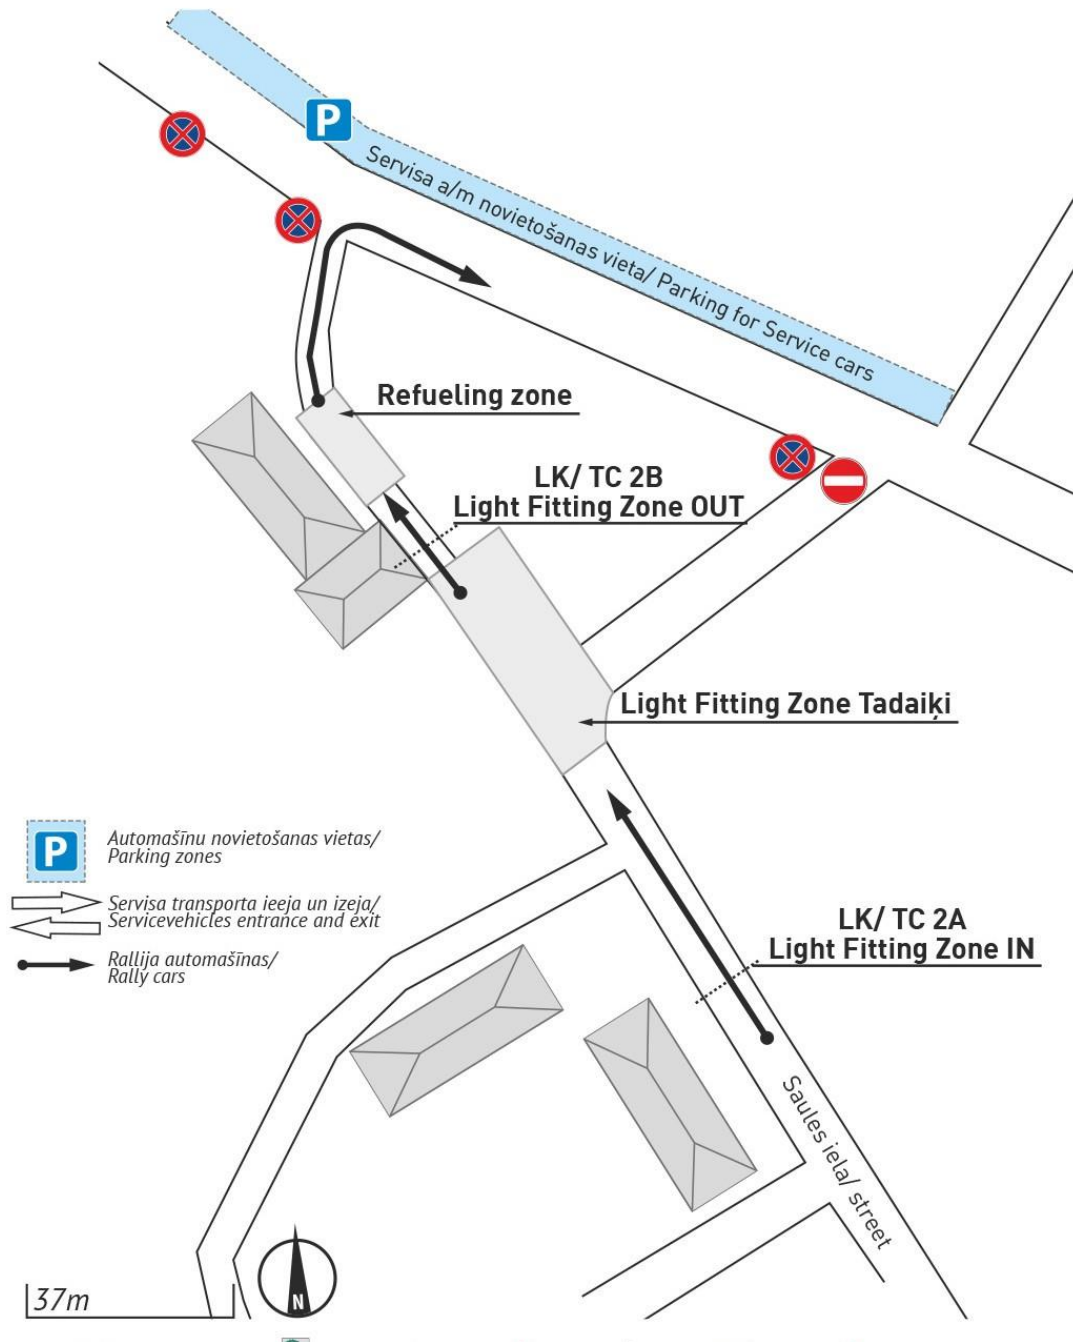 P
Servisa a/m novietošanas vieta/ Parking for Service cars
Refueling zone
LK/ TC 2B
Light Fitting Zone OUT
Light Fitting Zone Tadaiķi
P
Automašīnu novietošanas vietas/
Parking zones
Servisa transporta ieeja un izeja/
Servicevehicles entrance and exit
Rallija automašīnas/
Rally cars
LK/ TC 2A
Light Fitting Zone IN
Saules iela/ street
37m
N